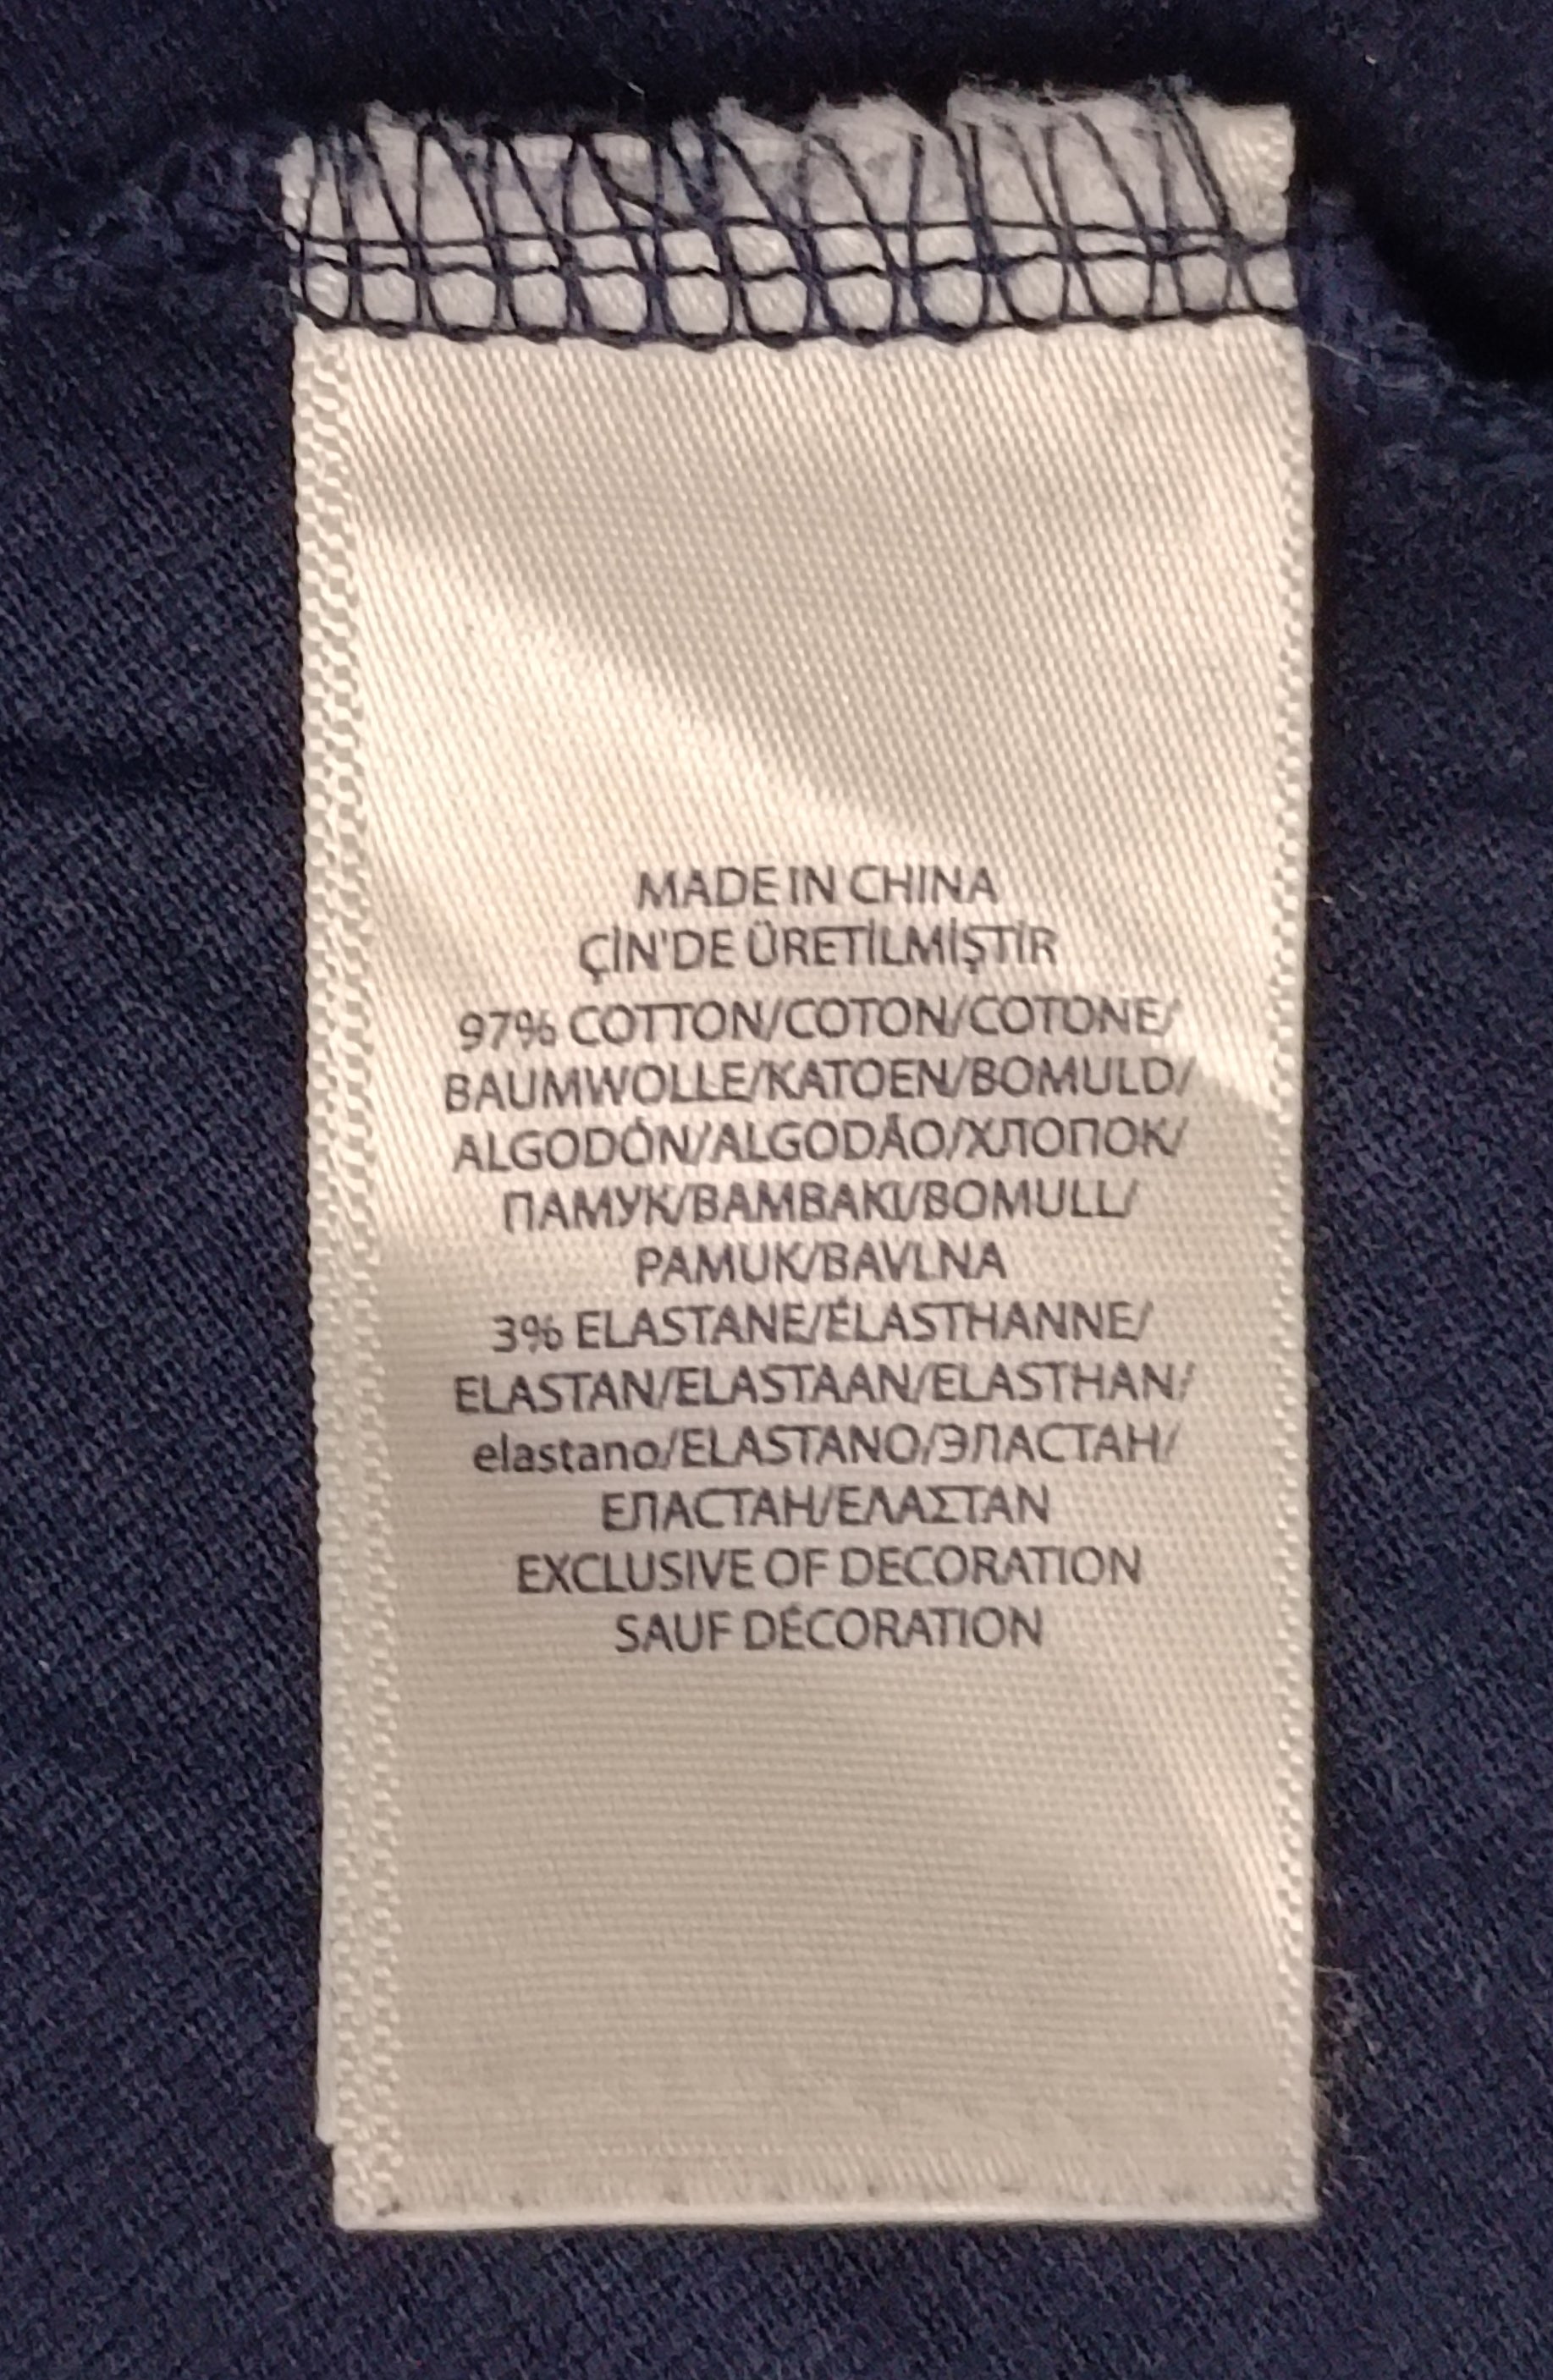 MADE IN CHINA
ÇİN'DE ÜRETİLMİŞTİR
97% COTTON/COTON/COTONE/
BAUMWOLLE/KATOEN/BOMULD/
ALGODÓN/ALGODÃO/ХЛОПОК/
ПАМУК/ΒΑΜΒΑΚΙ/BOMULL/
PAMUK/BAVLNA
3% ELASTANE/ÉLASTHANNE/
ELASTAN/ELASTAAN/ELASTHAN/
elastano/ELASTANO/ЭЛАСТАН/
ЕЛАСТАН/ΕΛΑΣΤΑΝ
EXCLUSIVE OF DECORATION
SAUF DÉCORATION